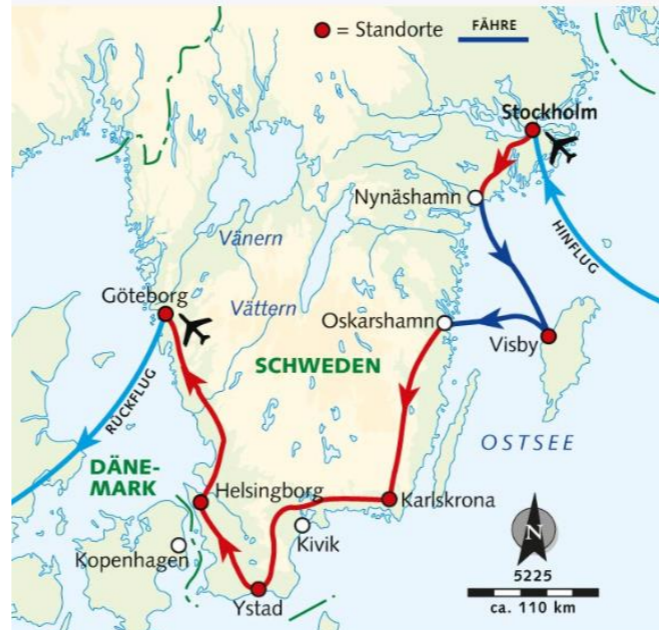 = Standorte
FÄHRE
Stockholm
Nynäshamn
HINFLUG
Vänern
Göteborg
Vättern
Oskarshamn
Visby
SCHWEDEN
RÜCKFLUG
OSTSEE
DÄNE-
MARK
Helsingborg
Karlskrona
Kivik
Kopenhagen
Ystad
N
5225
ca. 110 km